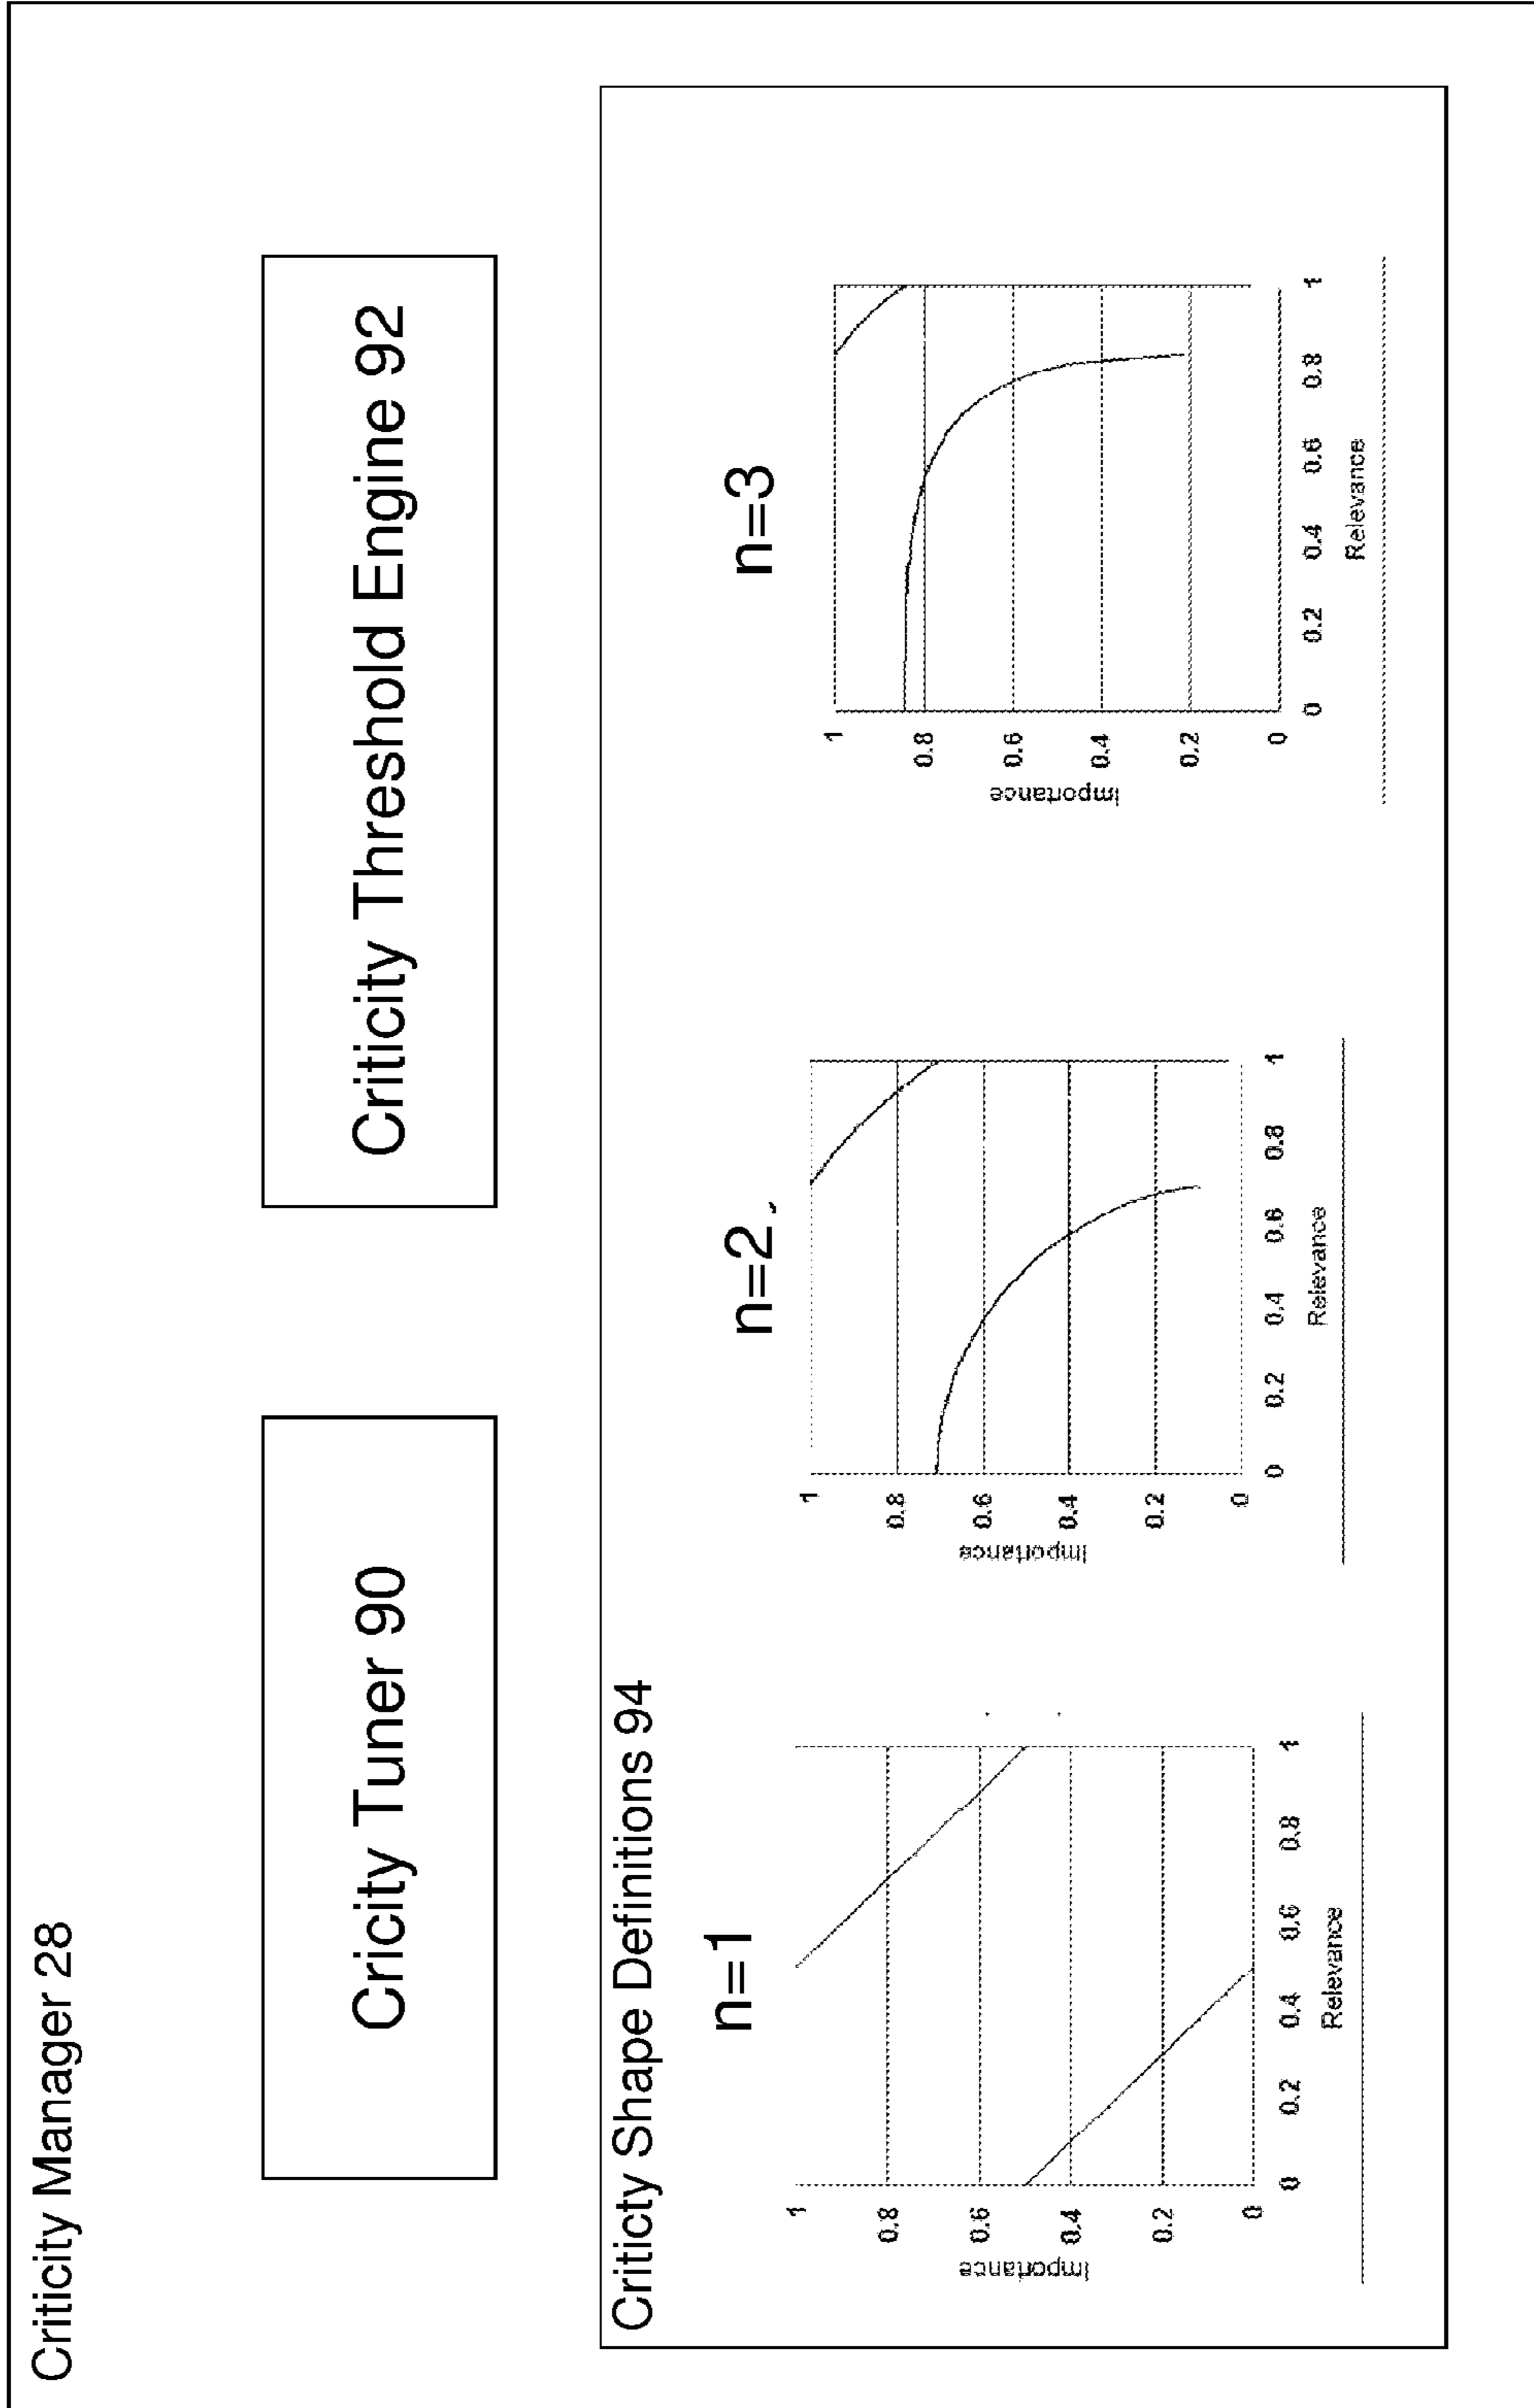 Criticity Manager 28
Cricity Tuner 90
Criticity Threshold Engine 92
Criticty Shape Definitions 94
n=1
1
0.8
0.6
0.4
0.2
0
Importance
0 0.2 0.4 0.6 0.8 1
Relevance
n=2
1
0.8
0.6
0.4
0.2
0
Importance
0 0.2 0.4 0.6 0.8 1
Relevance
n=3
1
0.8
0.6
0.4
0.2
0
Importance
0 0.2 0.4 0.6 0.8 1
Relevance